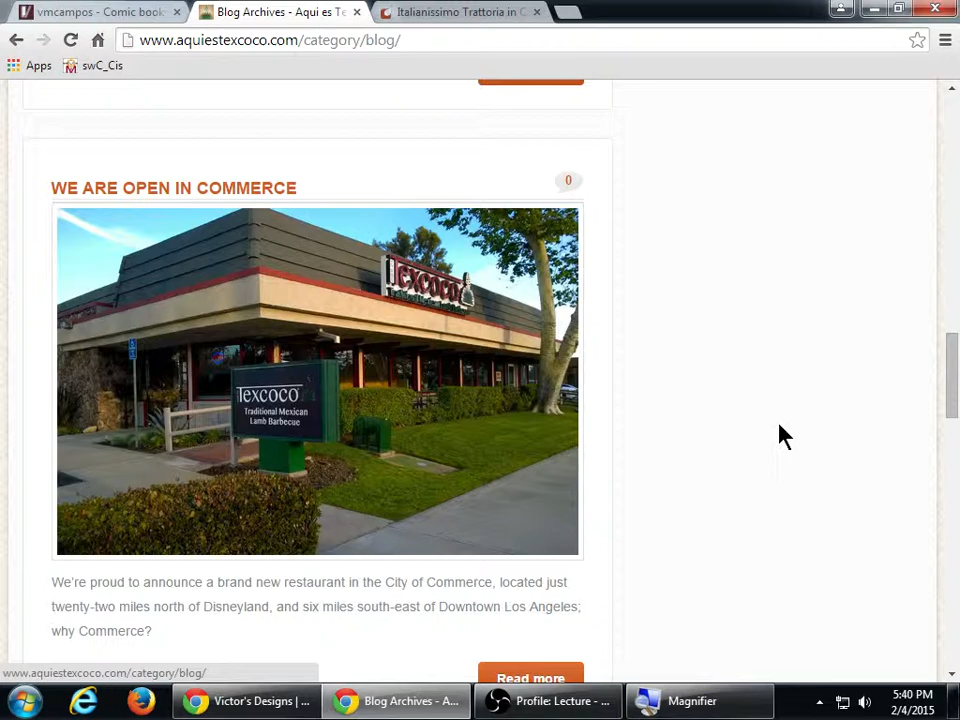 vmcampos - Comic book
Blog Archives - Aqui es Te
Italianissimo Trattoria in C
www.aquiestexcoco.com/category/blog/
Apps
swC_Cis
WE ARE OPEN IN COMMERCE
0
Texcoco
Texcoco
Traditional Mexican
Lamb Barbecue
We're proud to announce a brand new restaurant in the City of Commerce, located just
twenty-two miles north of Disneyland, and six miles south-east of Downtown Los Angeles;
why Commerce?
Read more
www.aquiestexcoco.com/category/blog/
Victor's Designs | ...
Blog Archives - A...
Profile: Lecture - ...
Magnifier
5:40 PM
2/4/2015